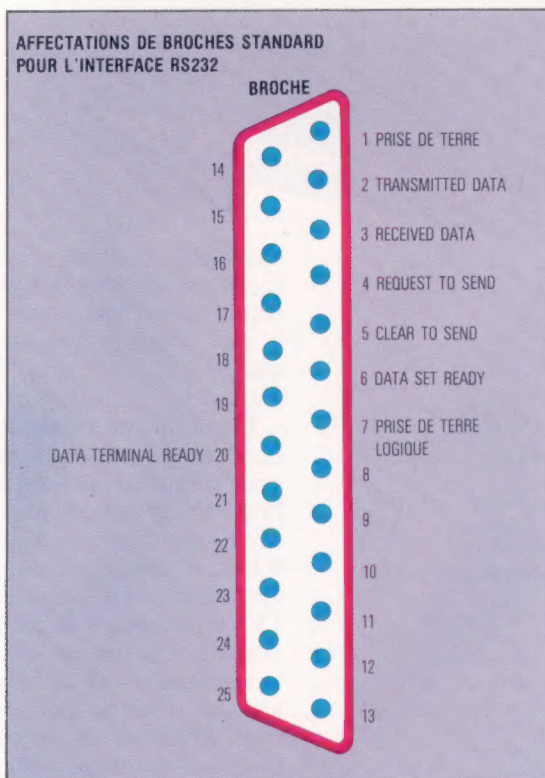 AFFECTATIONS DE BROCHES STANDARD
POUR L'INTERFACE RS232
BROCHE
1 PRISE DE TERRE
14
2 TRANSMITTED DATA
15
3 RECEIVED DATA
16
4 REQUEST TO SEND
17
5 CLEAR TO SEND
18
6 DATA SET READY
19
7 PRISE DE TERRE
LOGIQUE
DATA TERMINAL READY 20
8
21
9
22
10
23
11
24
12
25
13